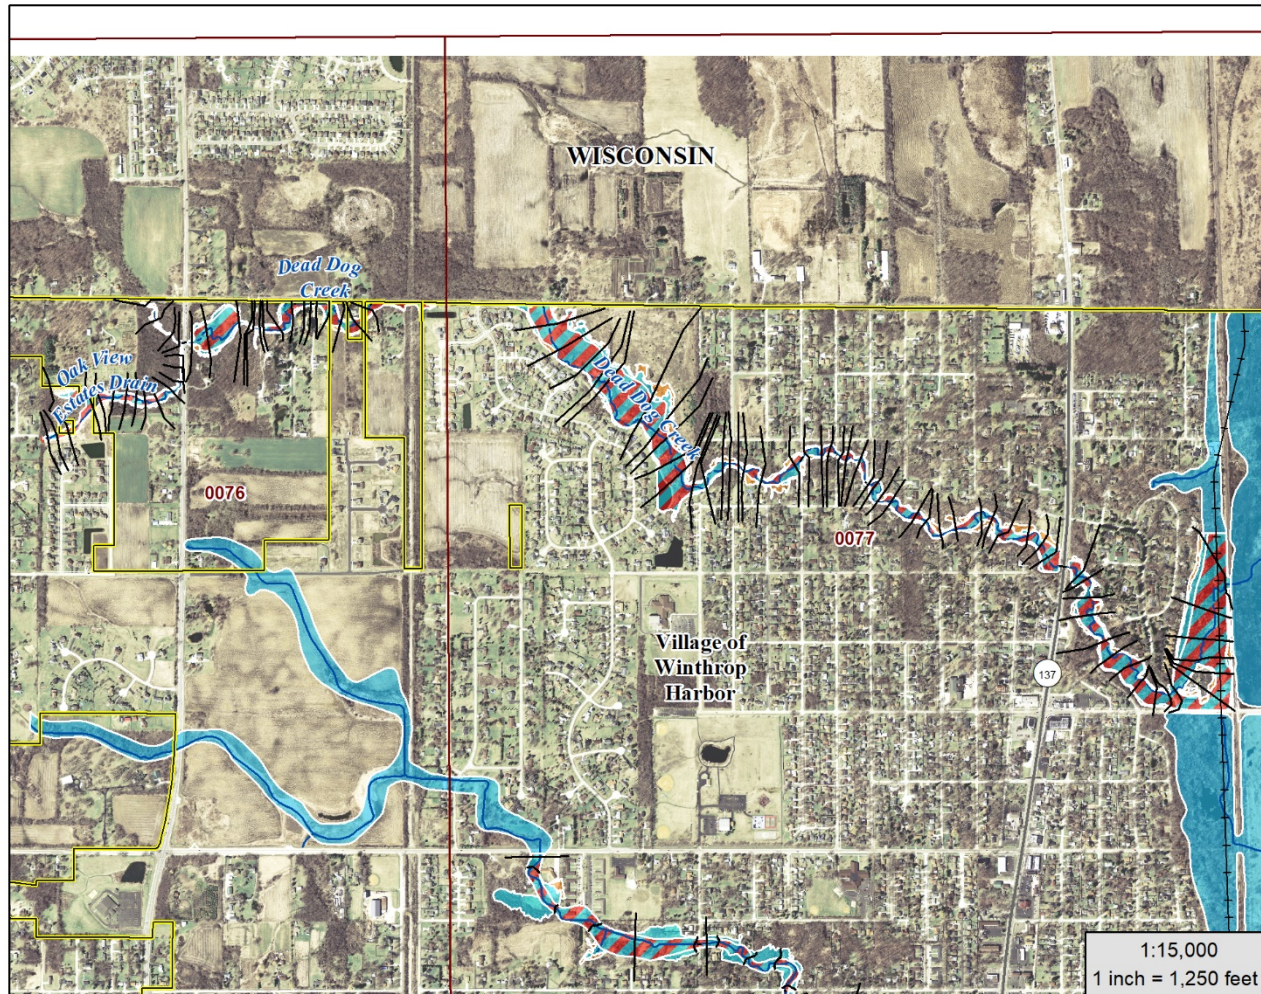 WISCONSIN
Dead Dog
Creek
Oak View
Estates Drain
Dead Dog Creek
0076
0077
Village of
Winthrop
Harbor
137
1:15,000
1 inch = 1,250 feet